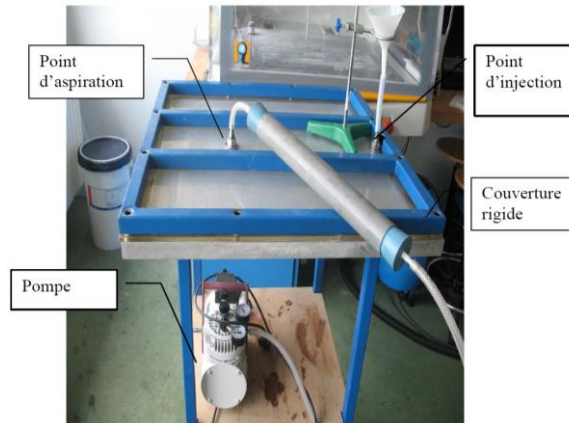 Point
d'aspiration
Point
d'injection
Couverture
rigide
Pompe